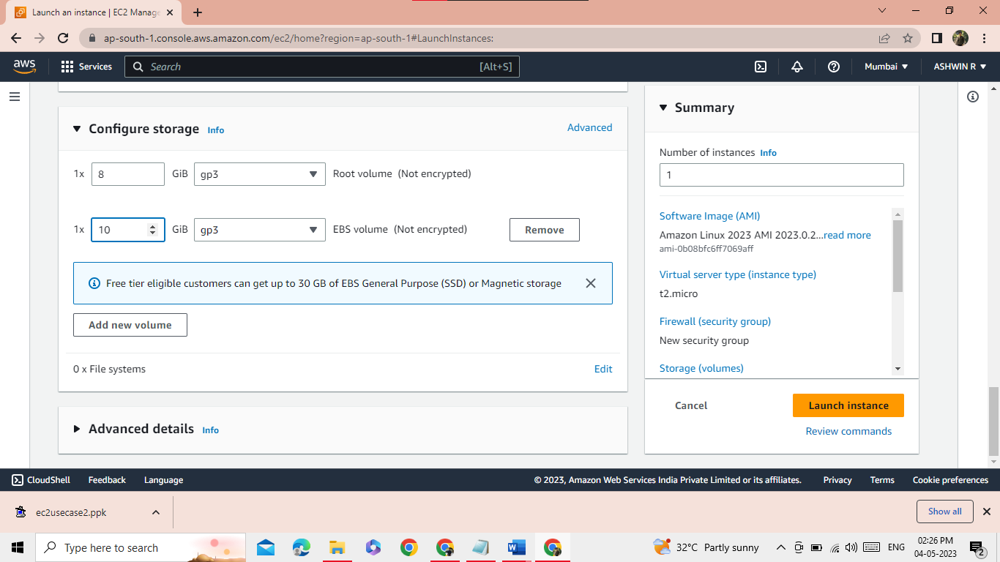 Launch an instance | EC2 Manage
ap-south-1.console.aws.amazon.com/ec2/home?region=ap-south-1#LaunchInstances:
aws
Services
Search
[Alt+S]
Mumbai
ASHWIN R
Configure storage Info
Advanced
1x 8 GiB gp3 Root volume (Not encrypted)
1x 10 GiB gp3 EBS volume (Not encrypted) Remove
Free tier eligible customers can get up to 30 GB of EBS General Purpose (SSD) or Magnetic storage
Add new volume
0 x File systems Edit
Advanced details Info
Summary
Number of instances Info
1
Software Image (AMI)
Amazon Linux 2023 AMI 2023.0.2...read more
ami-0b08bfc6ff7069aff
Virtual server type (instance type)
t2.micro
Firewall (security group)
New security group
Storage (volumes)
Cancel Launch instance
Review commands
CloudShell Feedback Language © 2023, Amazon Web Services India Private Limited or its affiliates. Privacy Terms Cookie preferences
ec2usecase2.ppk Show all
Type here to search
32°C Partly sunny
ENG
02:26 PM
04-05-2023
2